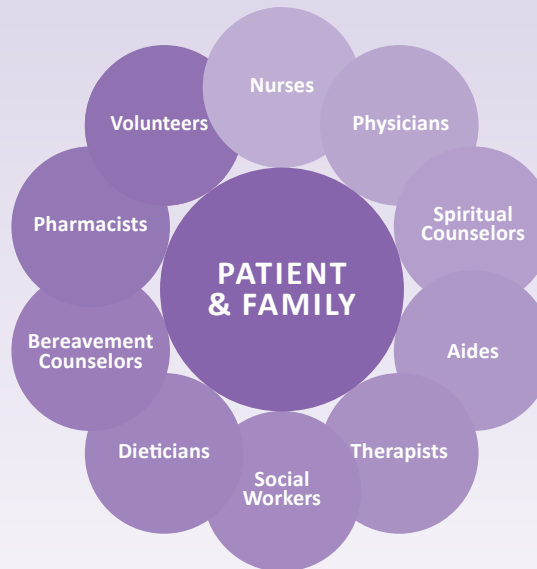 Nurses
Physicians
Spiritual
Counselors
Aides
Therapists
Social
Workers
Dieticians
Bereavement
Counselors
Pharmacists
Volunteers
PATIENT
& FAMILY